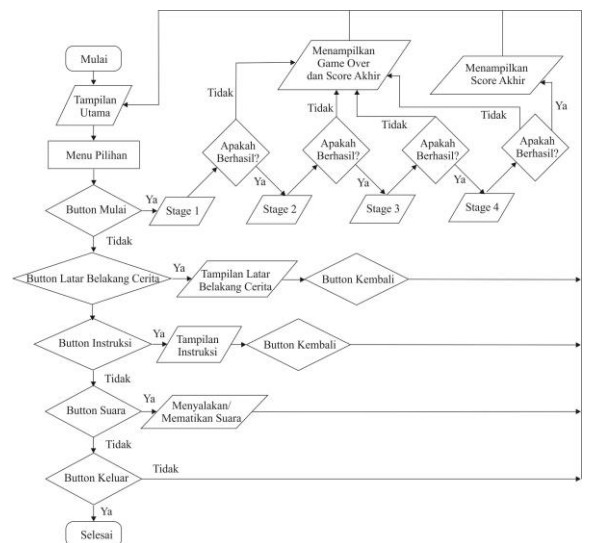 Mulai
Tampilan
Utama
Menu Pilihan
Button Mulai
Ya
Stage 1
Tidak
Apakah
Berhasil?
Ya
Stage 2
Menampilkan
Game Over
dan Score Akhir
Tidak
Apakah
Berhasil?
Ya
Stage 3
Tidak
Apakah
Berhasil?
Ya
Stage 4
Tidak
Apakah
Berhasil?
Ya
Menampilkan
Score Akhir
Tidak
Button Latar Belakang Cerita
Ya
Tampilan Latar
Belakang Cerita
Button Kembali
Button Instruksi
Ya
Tampilan
Instruksi
Button Kembali
Tidak
Button Suara
Ya
Menyalakan/
Mematikan Suara
Tidak
Button Keluar
Tidak
Ya
Selesai